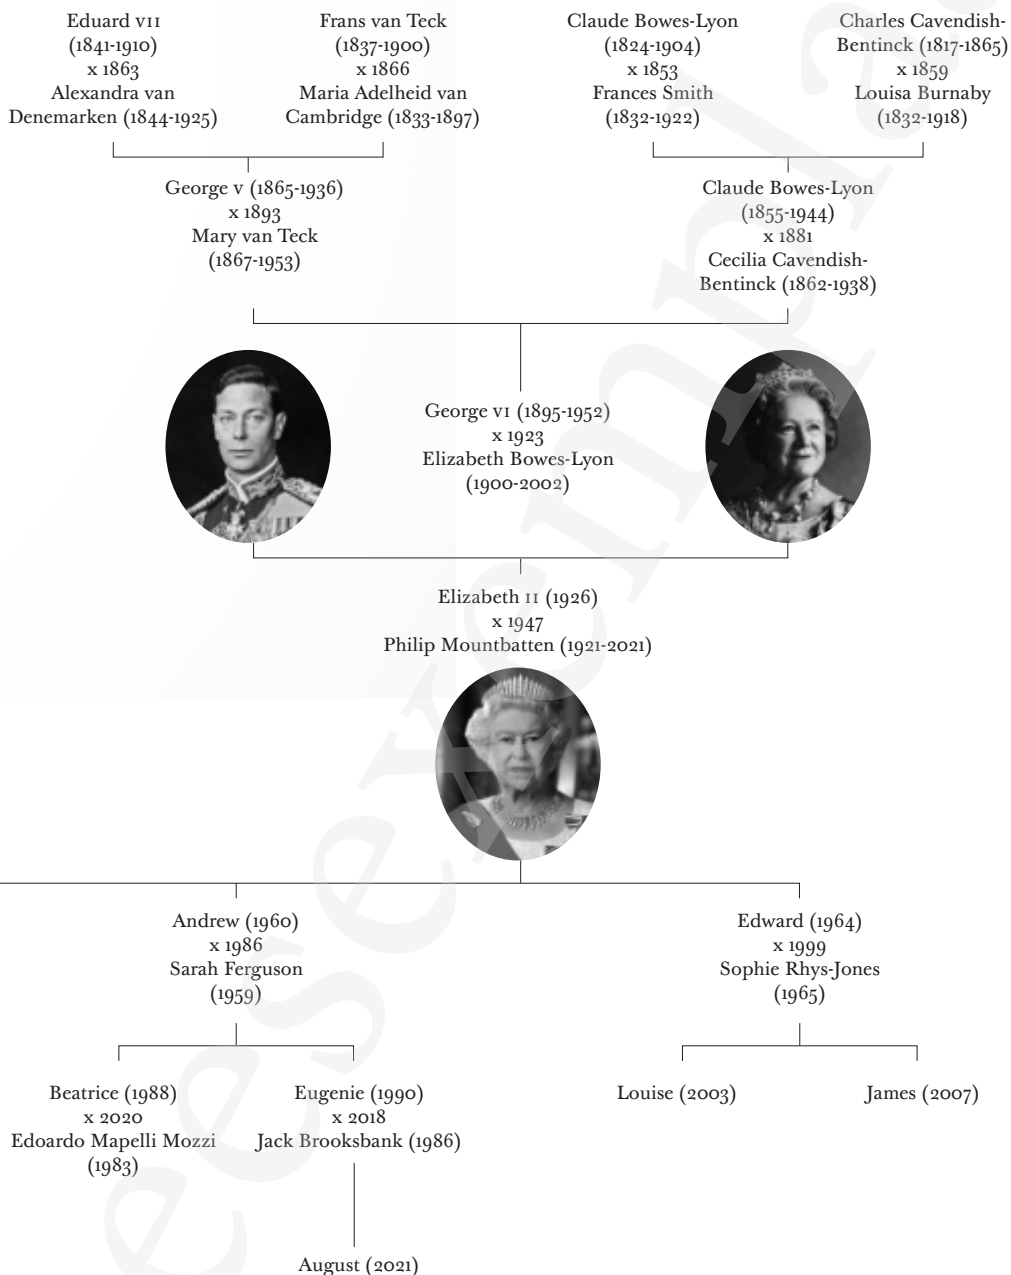 Eduard VII
(1841-1910)
x 1863
Alexandra van
Denemarken (1844-1925)
Frans van Teck
(1837-1900)
x 1866
Maria Adelheid van
Cambridge (1833-1897)
Claude Bowes-Lyon
(1824-1904)
x 1853
Frances Smith
(1832-1922)
Charles Cavendish-
Bentinck (1817-1865)
x 1859
Louisa Burnaby
(1832-1918)
George V (1865-1936)
x 1893
Mary van Teck
(1867-1953)
Claude Bowes-Lyon
(1855-1944)
x 1881
Cecilia Cavendish-
Bentinck (1862-1938)
George VI (1895-1952)
x 1923
Elizabeth Bowes-Lyon
(1900-2002)
Elizabeth II (1926)
x 1947
Philip Mountbatten (1921-2021)
Andrew (1960)
x 1986
Sarah Ferguson
(1959)
Edward (1964)
x 1999
Sophie Rhys-Jones
(1965)
Beatrice (1988)
x 2020
Edoardo Mapelli Mozzi
(1983)
Eugenie (1990)
x 2018
Jack Brooksbank (1986)
Louise (2003)
James (2007)
August (2021)
eesexempla